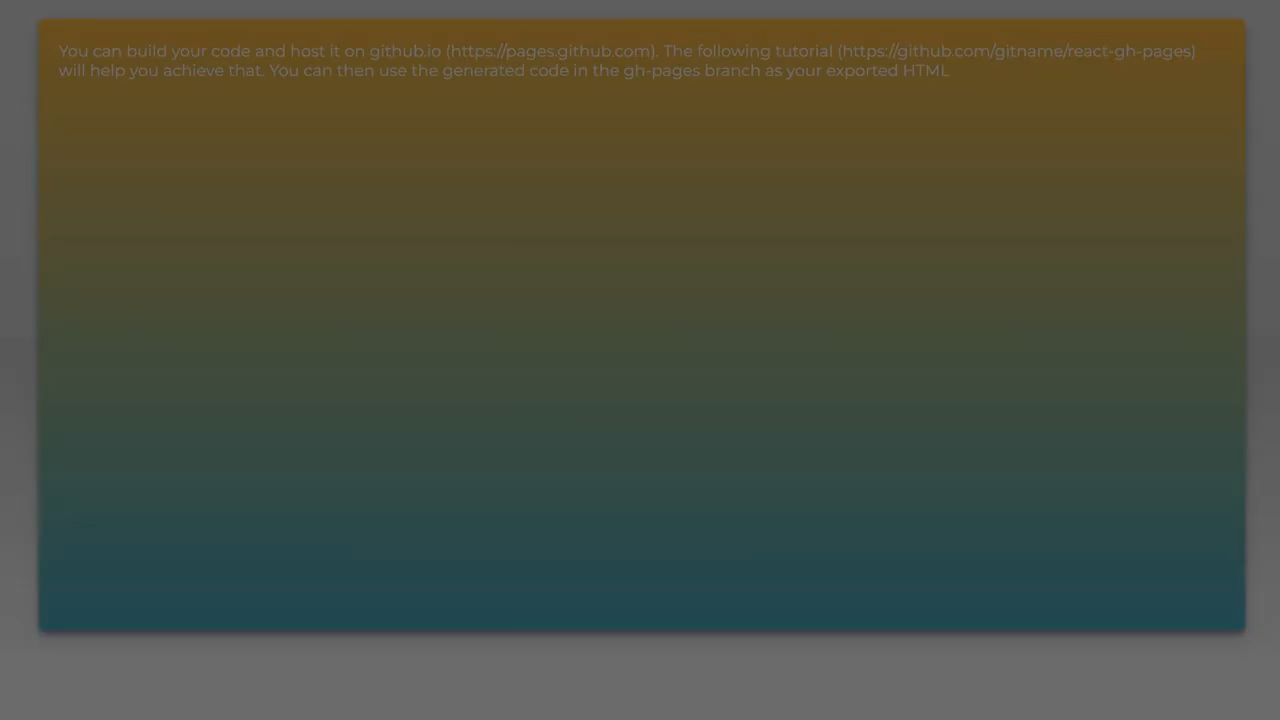 You can build your code and host it on github.io (https://pages.github.com). The following tutorial (https://github.com/gitname/react-gh-pages)
will help you achieve that. You can then use the generated code in the gh-pages branch as your exported HTML